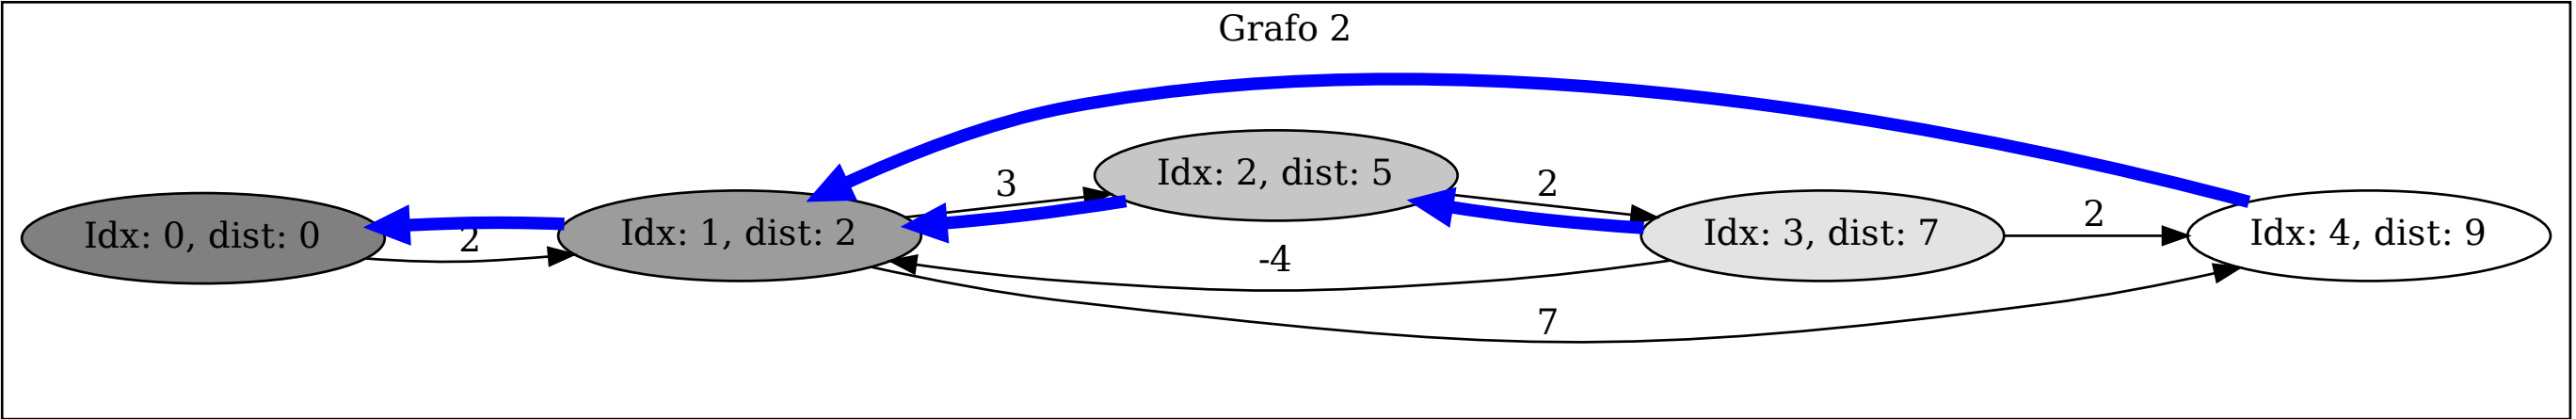 Grafo 2
Idx: 0, dist: 0
2
Idx: 1, dist: 2
3
Idx: 2, dist: 5
2
Idx: 3, dist: 7
2
Idx: 4, dist: 9
-4
7